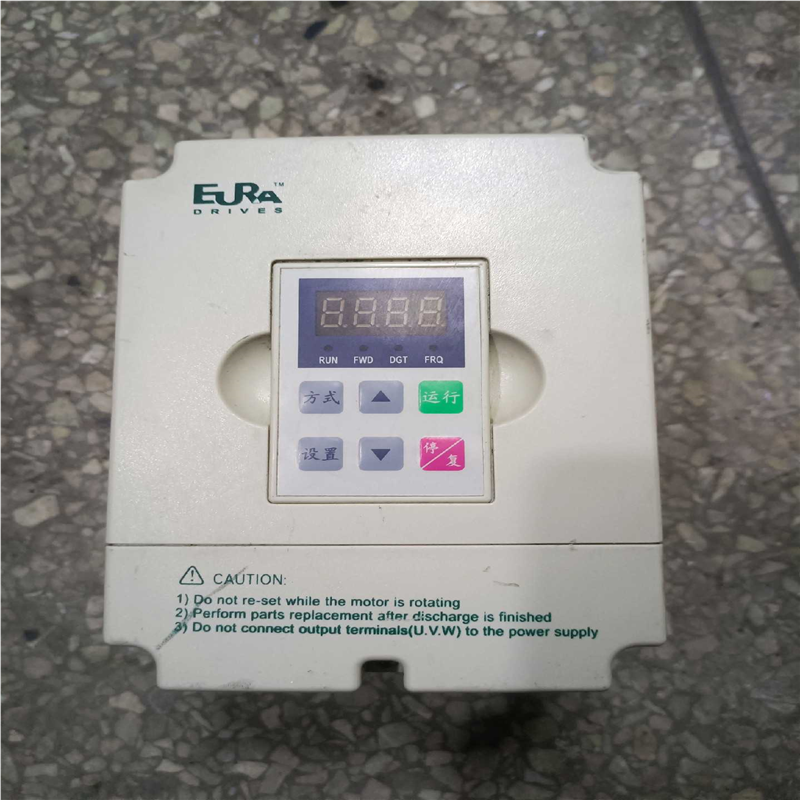 EURA™
DRIVES
8.8.8.8
RUN FWD DGT FRQ
方式 ▲ 运行
设置 ▼ 停/复
⚠ CAUTION:
1) Do not re-set while the motor is rotating
2) Perform parts replacement after discharge is finished
3) Do not connect output terminals(U.V.W) to the power supply